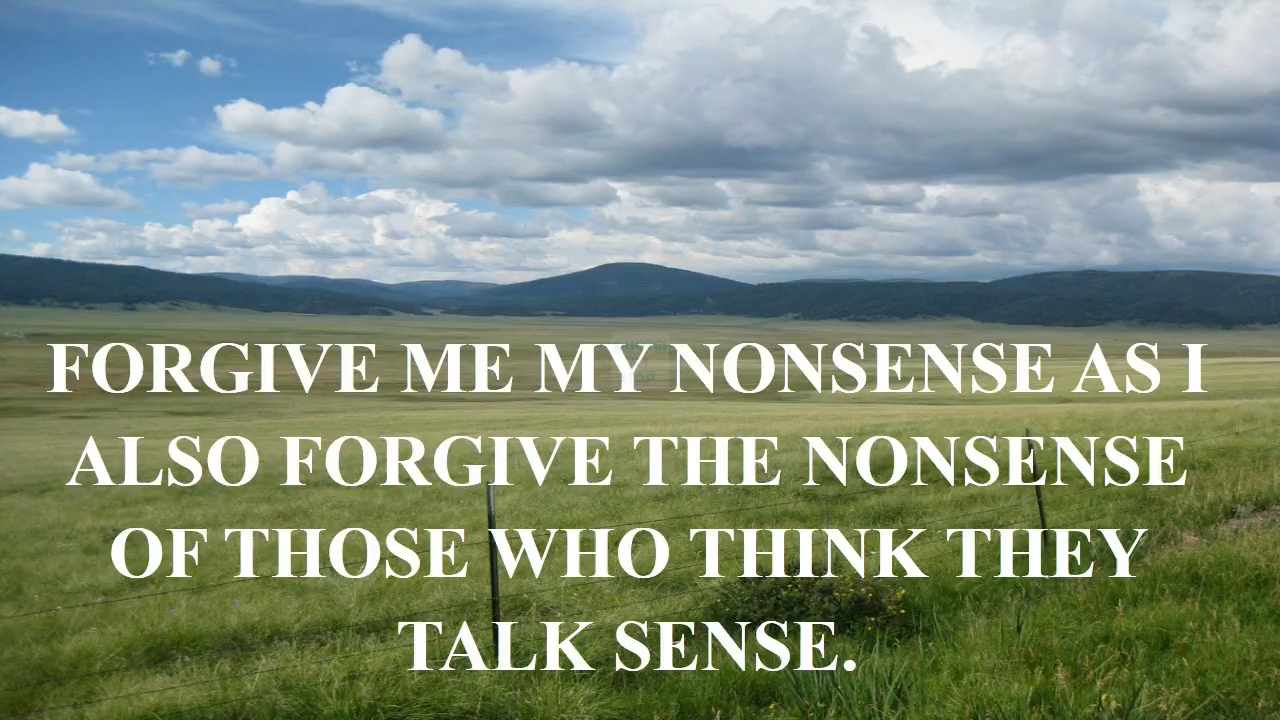 FORGIVE ME MY NONSENSE AS I
ALSO FORGIVE THE NONSENSE
OF THOSE WHO THINK THEY
TALK SENSE.